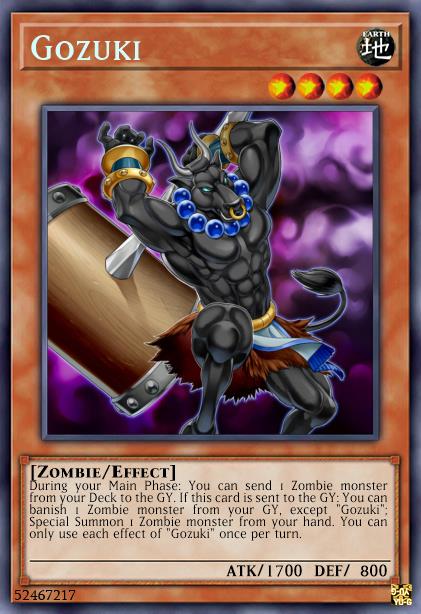 Gozuki
EARTH
地
[Zombie/Effect]
During your Main Phase: You can send 1 Zombie monster
from your Deck to the GY. If this card is sent to the GY: You can
banish 1 Zombie monster from your GY, except "Gozuki";
Special Summon 1 Zombie monster from your hand. You can
only use each effect of "Gozuki" once per turn.
ATK/1700 DEF/ 800
52467217